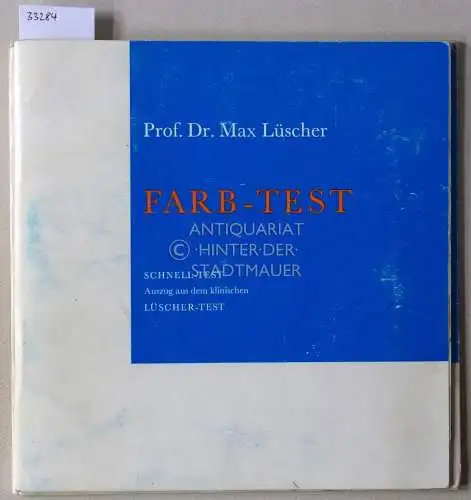 33284
Prof. Dr. Max Lüscher
FARB-TEST
ANTIQUARIAT
©·HINTER·DER·
STADTMAUER
SCHNELL-TEST
Auszug aus dem klinischen
LÜSCHER-TEST